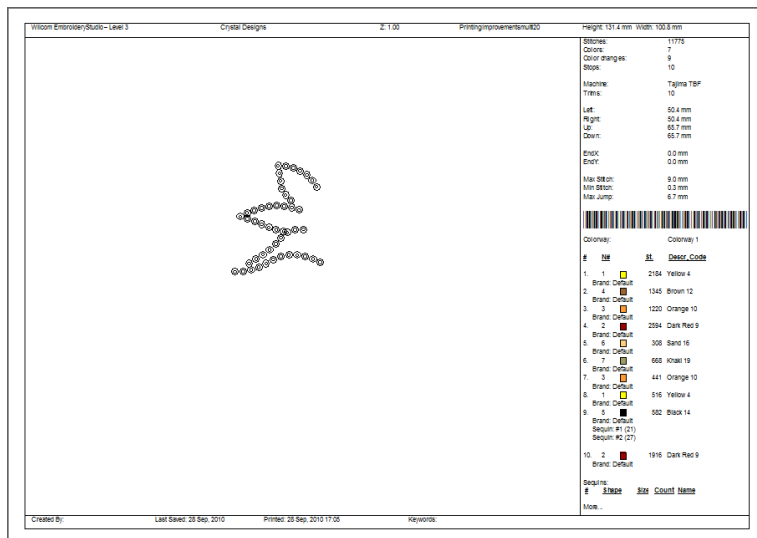 Wilcom EmbroideryStudio – Level 3 Crystal Designs Z: 1.00 Printingimprovementsmulti20 Height: 131.4 mm Width: 100.8 mm
Stitches: 11775
Colors: 7
Color changes: 9
Stops: 10
Machine: Tajima TBF
Trims: 10
Left: 50.4 mm
Right: 50.4 mm
Up: 65.7 mm
Down: 65.7 mm
EndX: 0.0 mm
EndY: 0.0 mm
Max Stitch: 9.0 mm
Min Stitch: 0.3 mm
Max Jump: 6.7 mm
Colorway: Colorway 1
# N# St. Descr. Code
1. 1 2184 Yellow 4
Brand: Default
2. 4 1345 Brown 12
Brand: Default
3. 3 1220 Orange 10
Brand: Default
4. 2 2594 Dark Red 9
Brand: Default
5. 6 308 Sand 16
Brand: Default
6. 7 668 Khaki 19
Brand: Default
7. 3 441 Orange 10
Brand: Default
8. 1 516 Yellow 4
Brand: Default
9. 5 582 Black 14
Brand: Default
Sequin: #1 (21)
Sequin: #2 (27)
10. 2 1916 Dark Red 9
Brand: Default
Sequins:
# Shape Size Count Name
More...
Created By: Last Saved: 28 Sep, 2010 Printed: 28 Sep, 2010 17:05 Keywords: